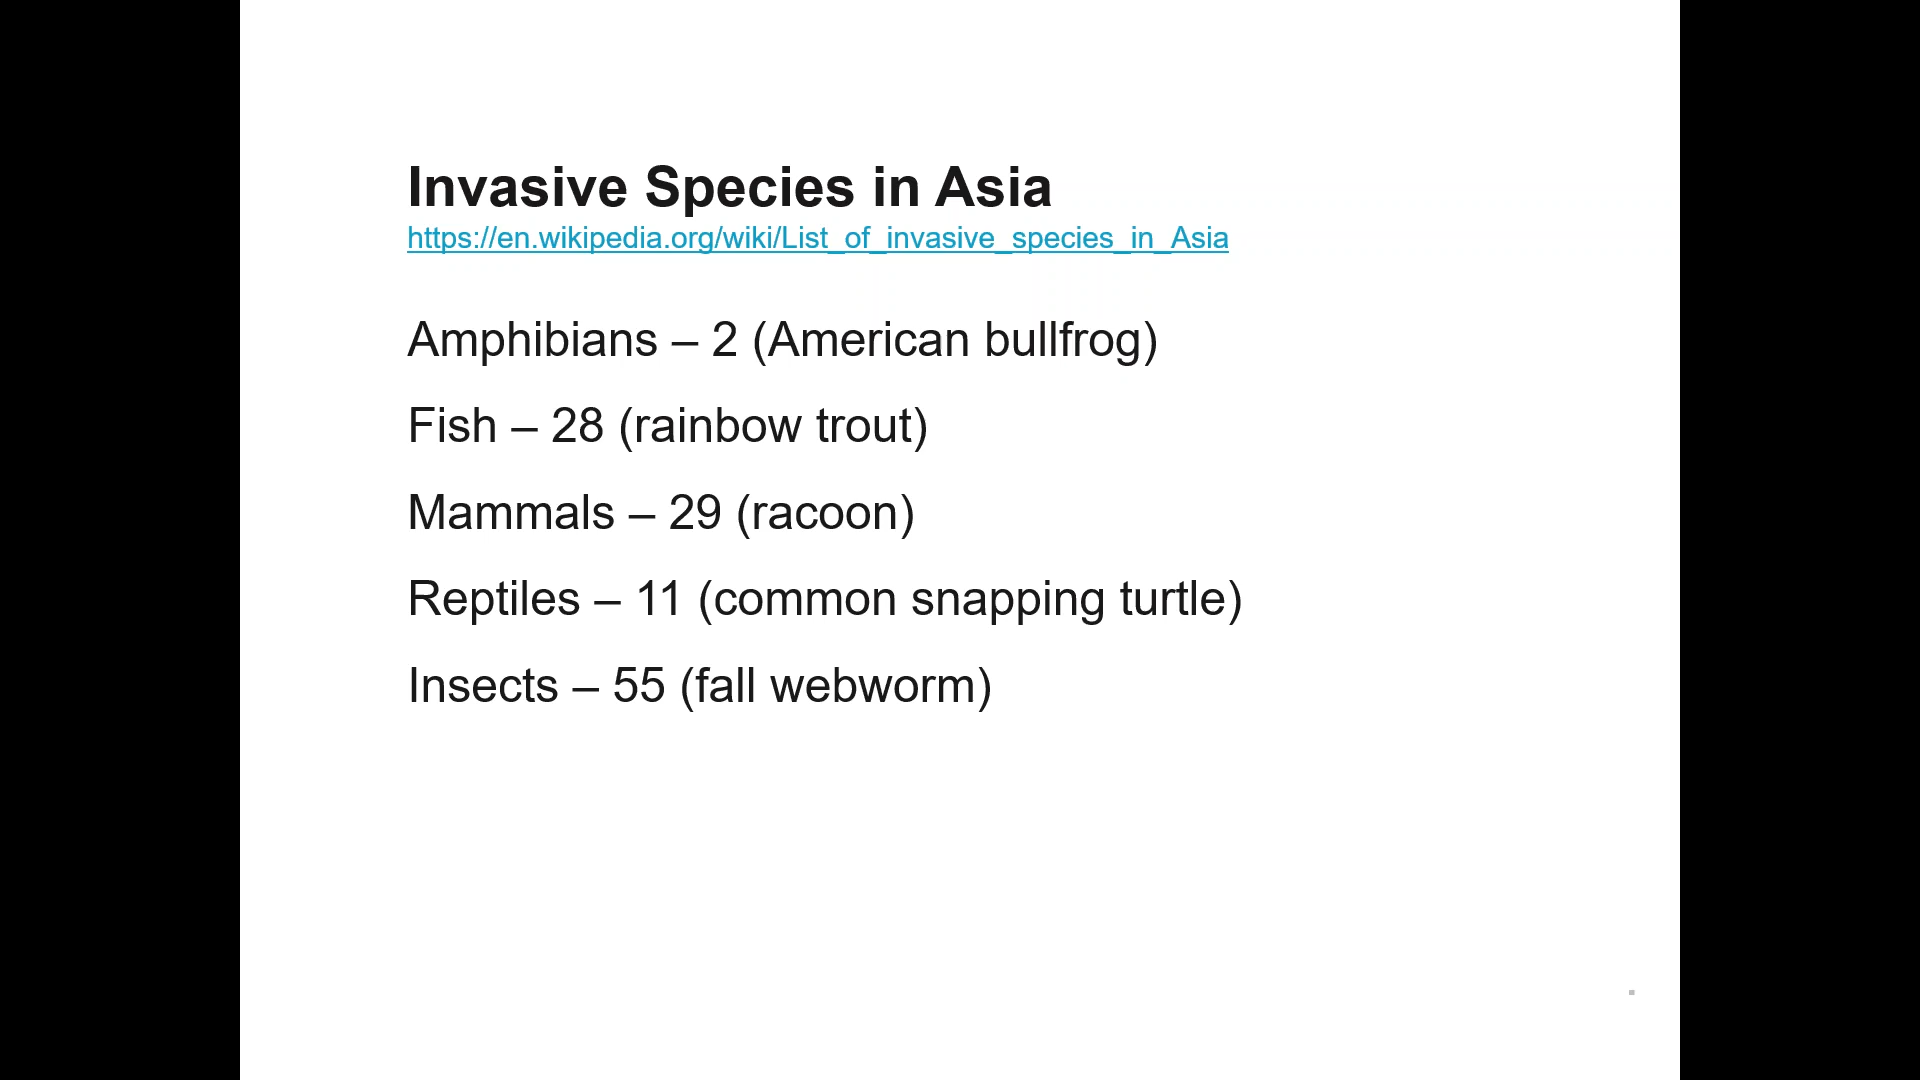 Invasive Species in Asia
https://en.wikipedia.org/wiki/List_of_invasive_species_in_Asia
Amphibians – 2 (American bullfrog)
Fish – 28 (rainbow trout)
Mammals – 29 (racoon)
Reptiles – 11 (common snapping turtle)
Insects – 55 (fall webworm)